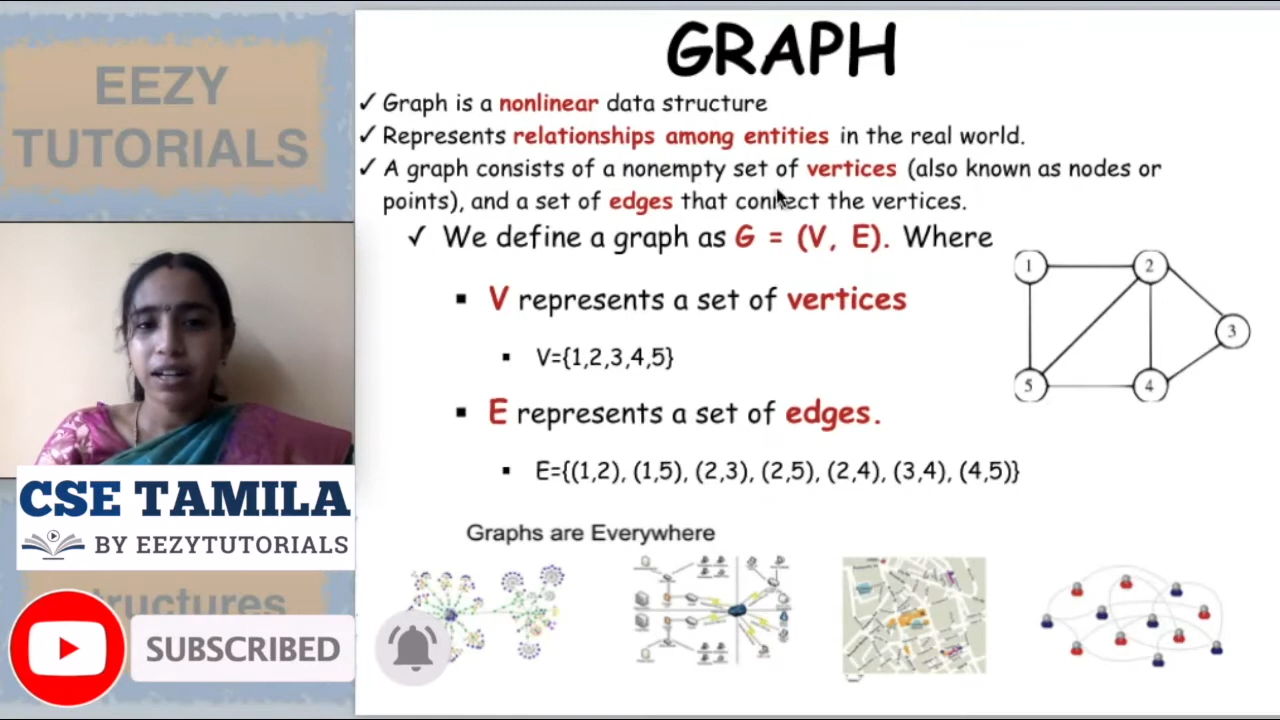 EEZY
TUTORIALS
GRAPH
✓ Graph is a nonlinear data structure
✓ Represents relationships among entities in the real world.
✓ A graph consists of a nonempty set of vertices (also known as nodes or
points), and a set of edges that connect the vertices.
✓ We define a graph as G = (V, E). Where
▪ V represents a set of vertices
▪ V={1,2,3,4,5}
▪ E represents a set of edges.
▪ E={(1,2), (1,5), (2,3), (2,5), (2,4), (3,4), (4,5)}
1
2
3
5
4
Graphs are Everywhere
CSE TAMILA
BY EEZYTUTORIALS
SUBSCRIBED